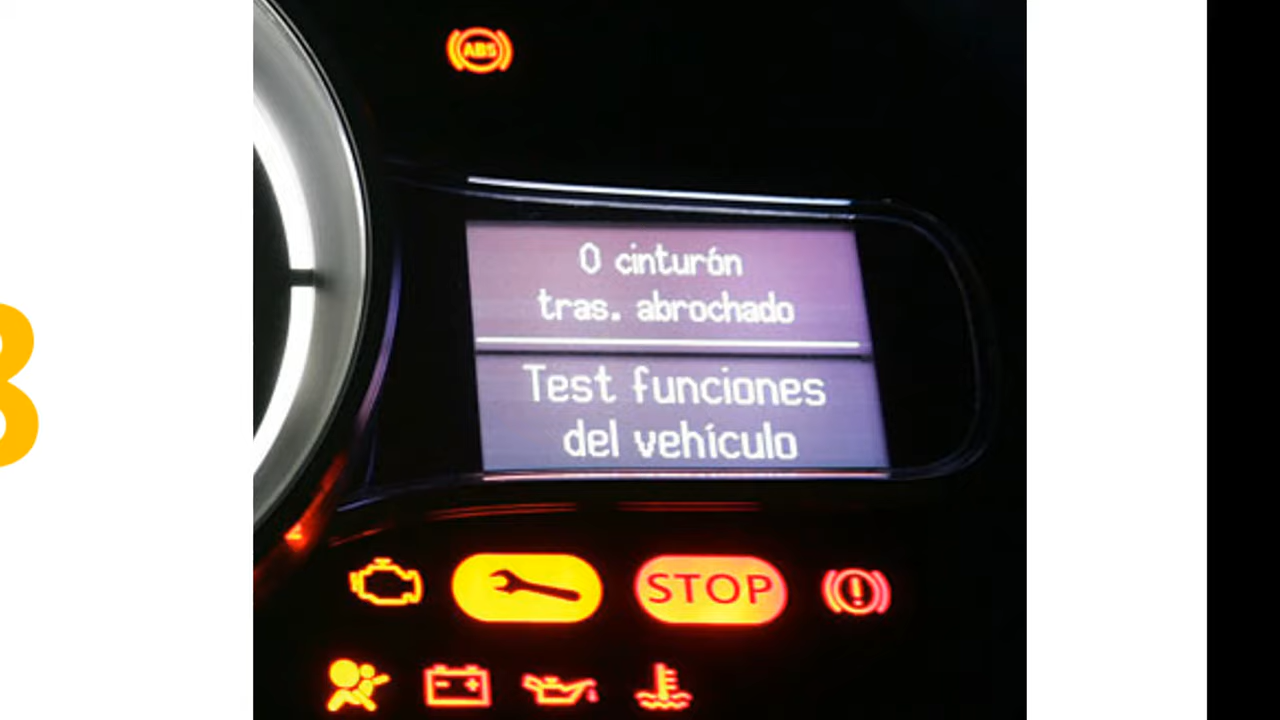 ABS
0 cinturón
tras. abrochado
Test funciones
del vehículo
STOP